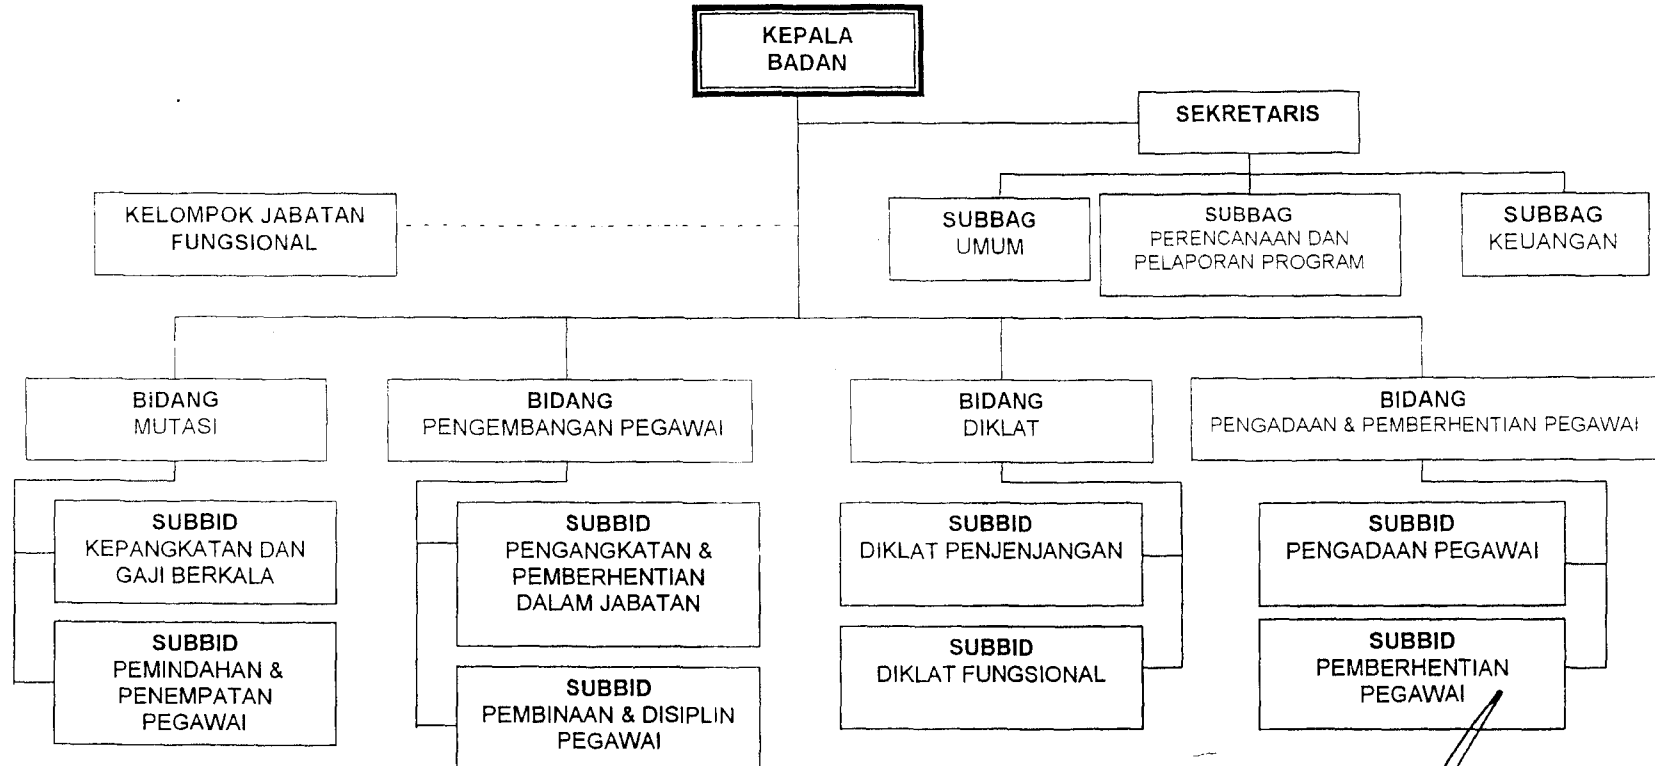 KEPALA
BADAN
SEKRETARIS
KELOMPOK JABATAN
FUNGSIONAL
SUBBAG
UMUM
SUBBAG
PERENCANAAN DAN
PELAPORAN PROGRAM
SUBBAG
KEUANGAN
BIDANG
MUTASI
BIDANG
PENGEMBANGAN PEGAWAI
BIDANG
DIKLAT
BIDANG
PENGADAAN & PEMBERHENTIAN PEGAWAI
SUBBID
KEPANGKATAN DAN
GAJI BERKALA
SUBBID
PEMINDAHAN &
PENEMPATAN
PEGAWAI
SUBBID
PENGANGKATAN &
PEMBERHENTIAN
DALAM JABATAN
SUBBID
PEMBINAAN & DISIPLIN
PEGAWAI
SUBBID
DIKLAT PENJENJANGAN
SUBBID
DIKLAT FUNGSIONAL
SUBBID
PENGADAAN PEGAWAI
SUBBID
PEMBERHENTIAN
PEGAWAI